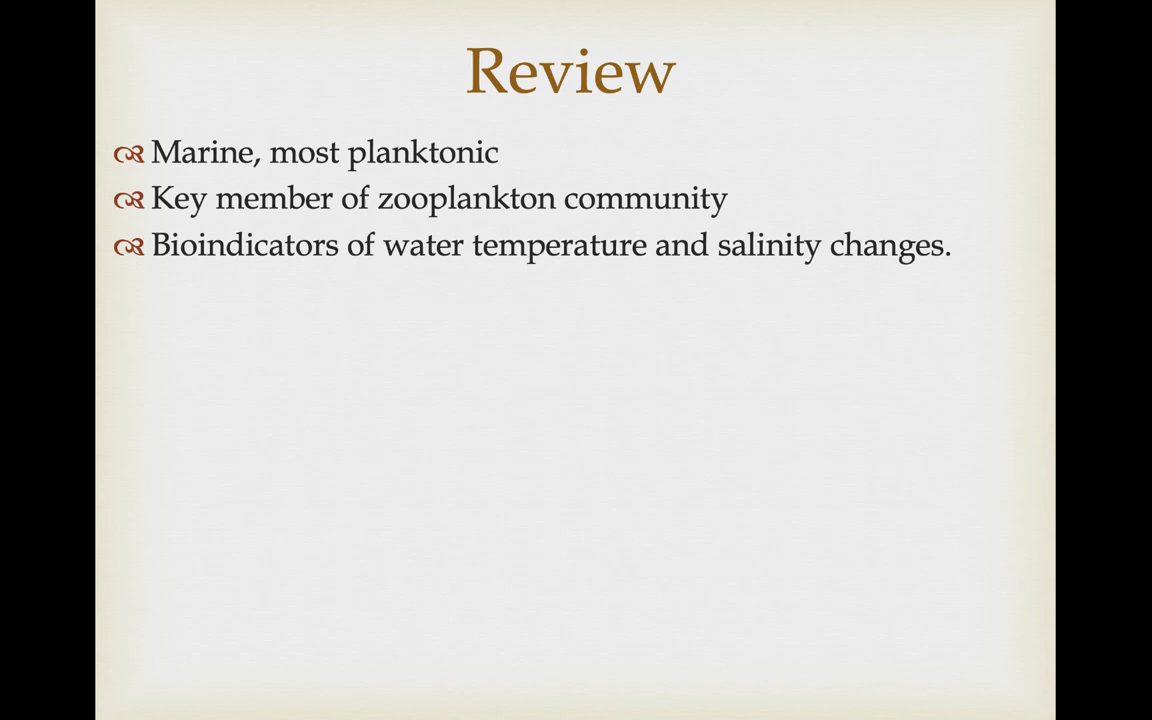 Review
Marine, most planktonic
Key member of zooplankton community
Bioindicators of water temperature and salinity changes.